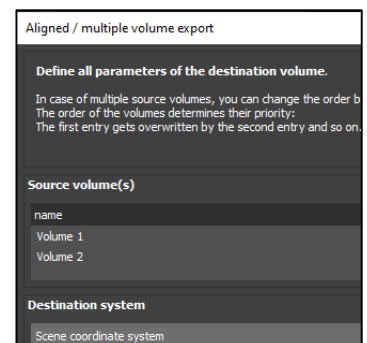 Aligned / multiple volume export
Define all parameters of the destination volume.
In case of multiple source volumes, you can change the order b
The order of the volumes determines their priority:
The first entry gets overwritten by the second entry and so on.
Source volume(s)
name
Volume 1
Volume 2
Destination system
Scene coordinate system